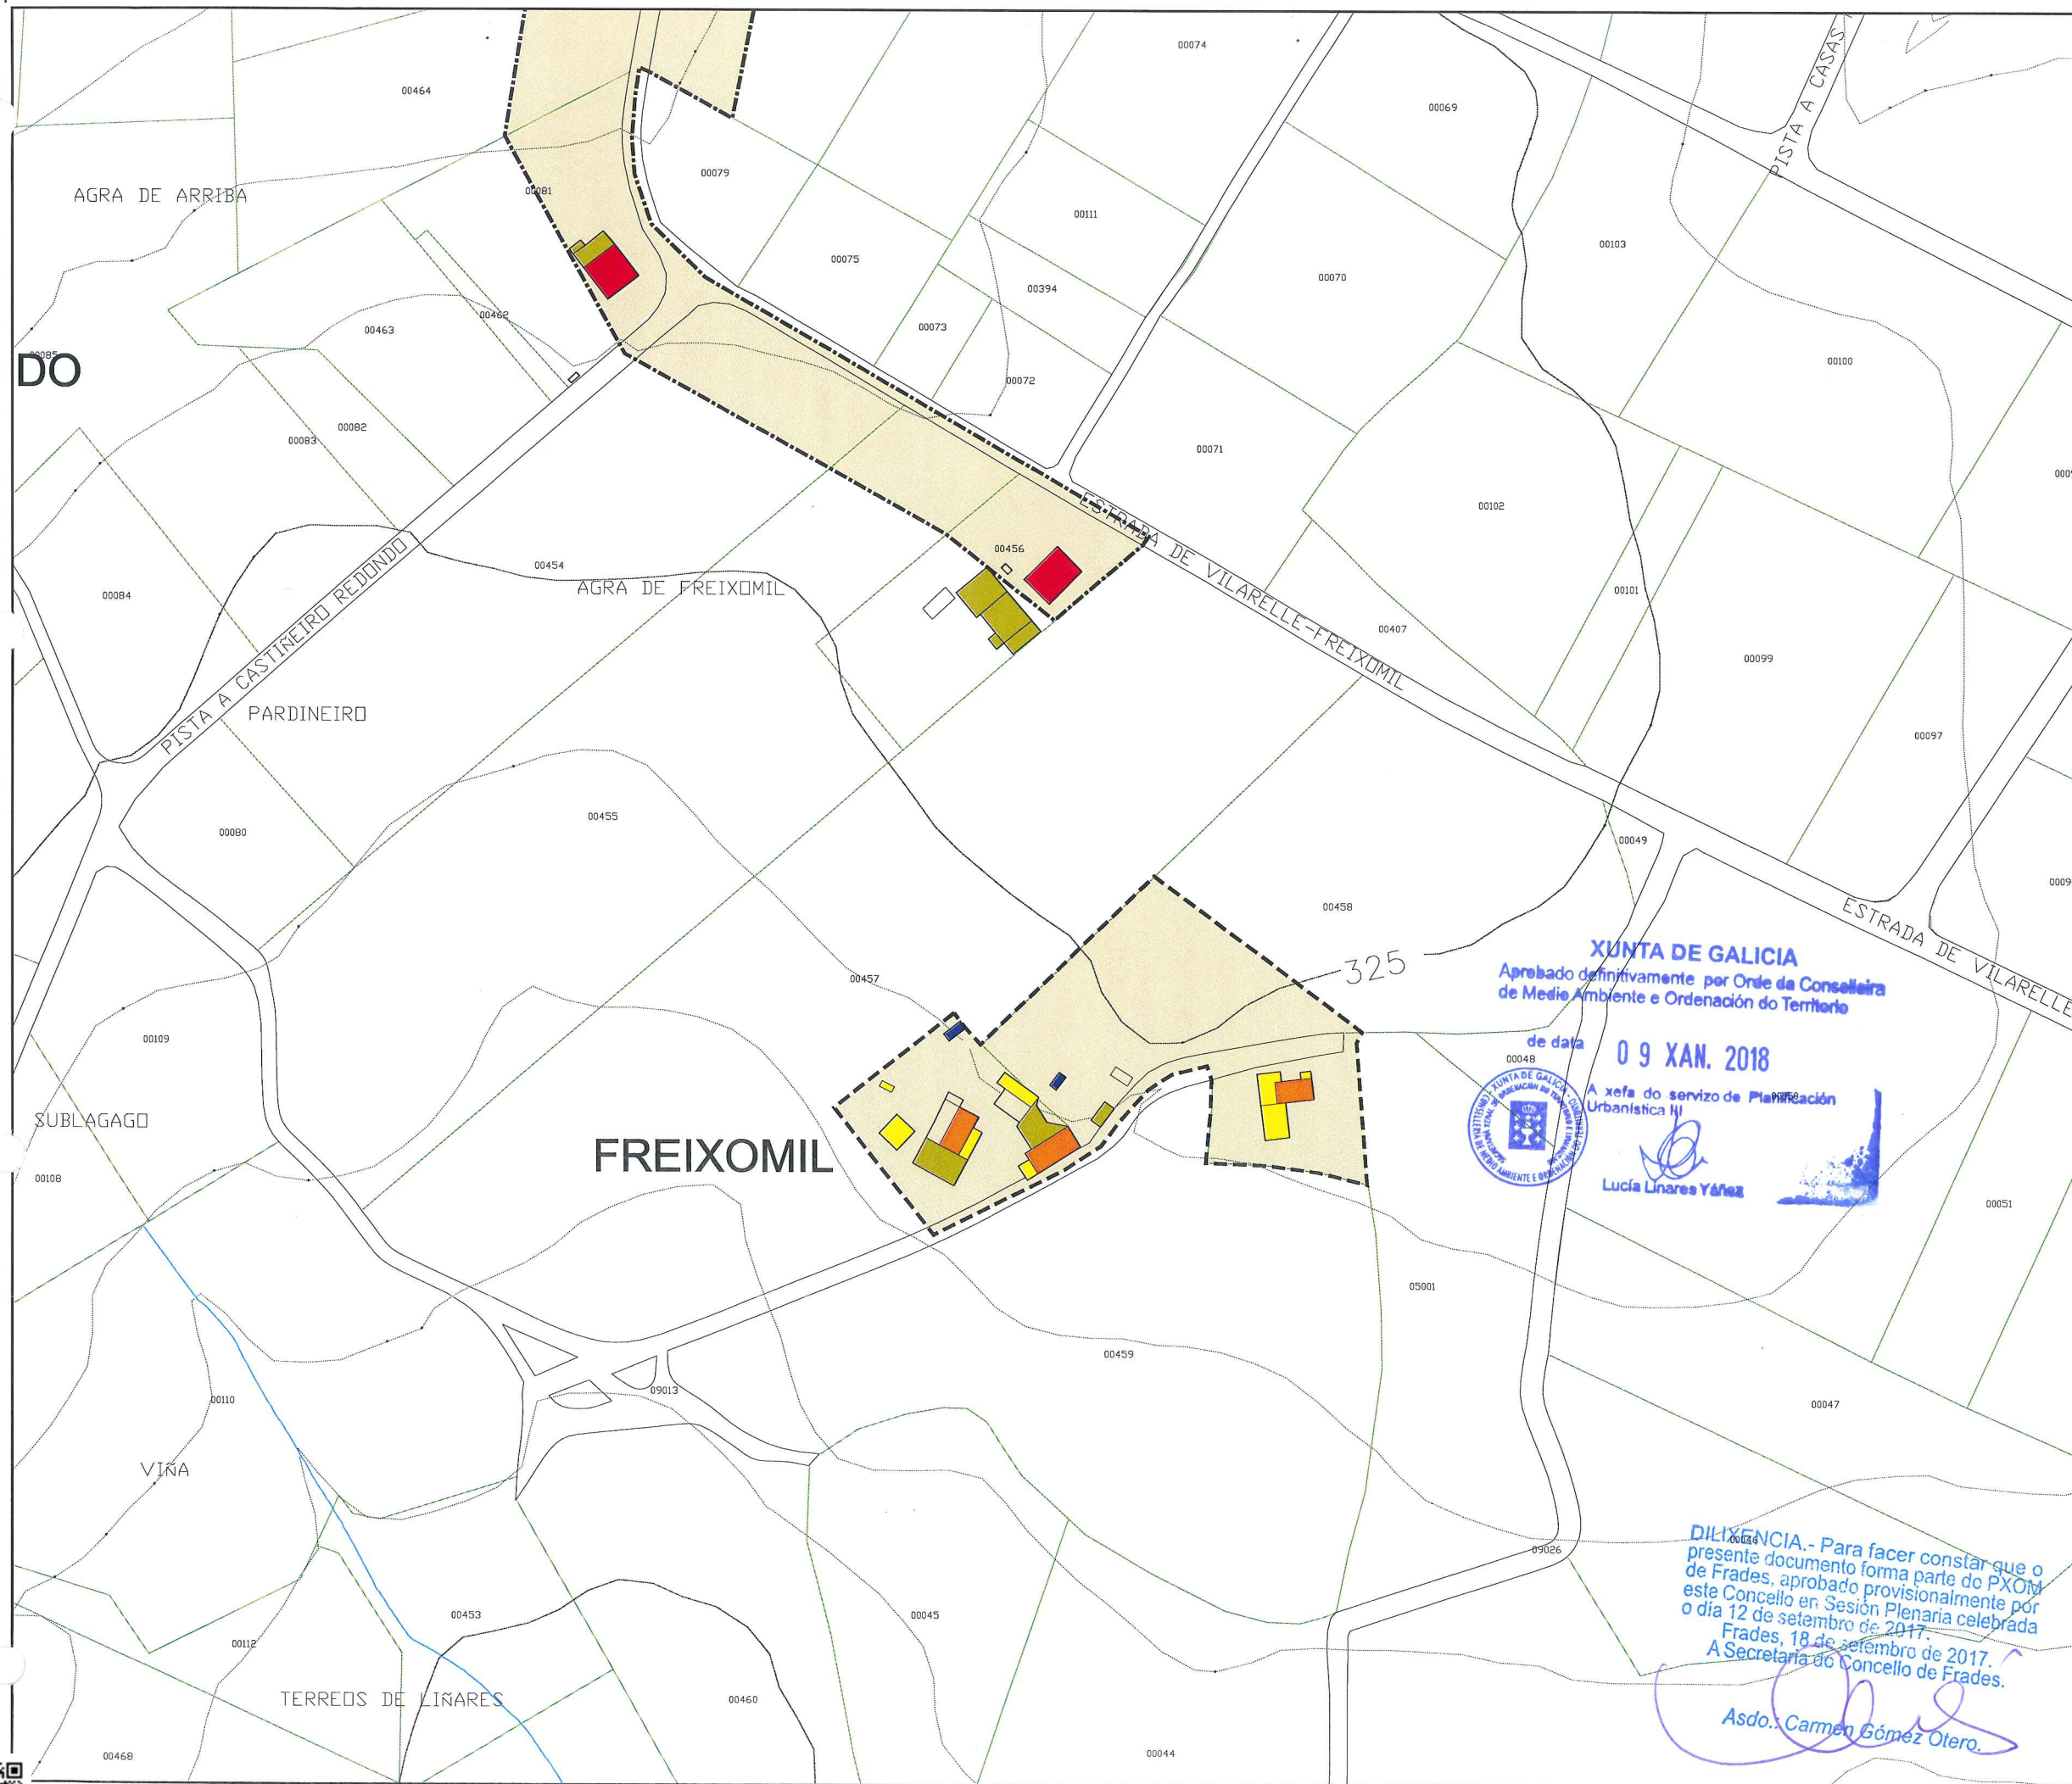 00074
PISTA A CASAS
00464
00069
00079
00081
AGRA DE ARRIBA
00111
00103
00075
00070
00394
00462
00463
00073
00085
DO
00100
00072
00082
00083
00071
00102
ESTRADA DE VILARELLE-FREIXOMIL
00456
00454
AGRA DE FREIXOMIL
00084
00101
PISTA A CASTIÑEIRO REDONDO
00407
00099
PARDINEIRO
00097
00455
00080
00049
00458
ESTRADA DE VILARELLE
00457
325
XUNTA DE GALICIA
Aprobado definitivamente por Orde da Conselleira
de Medio Ambiente e Ordenación do Territorio
de data 09 XAN. 2018
00048
A xefa do servizo de Planificación
Urbanística III
Lucía Linares Yáñez
00109
SUBLAGAGO
FREIXOMIL
00108
00051
05001
00459
09013
00110
00047
VIÑA
09026
00046
DILIXENCIA.- Para facer constar que o
presente documento forma parte do PXOM
de Frades, aprobado provisionalmente por
este Concello en Sesión Plenaria celebrada
o día 12 de setembro de 2017.
Frades, 18 de setembro de 2017.
A Secretaria do Concello de Frades.
Asdo.: Carmen Gómez Otero.
00453
00045
00112
TERREOS DE LIÑARES
00460
00468
00044